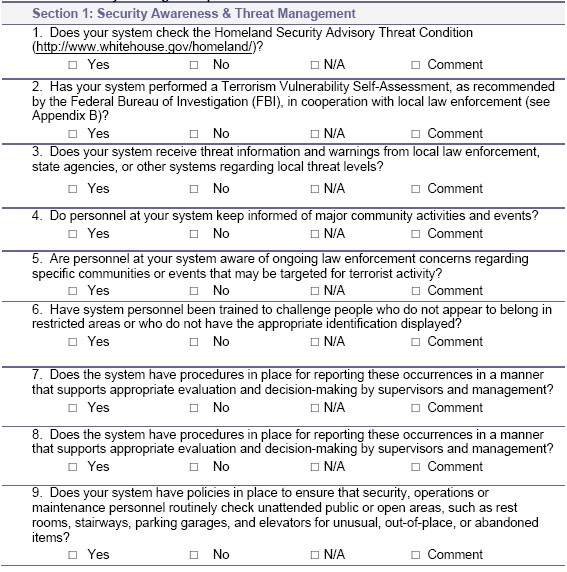 Section 1: Security Awareness & Threat Management
1. Does your system check the Homeland Security Advisory Threat Condition
(http://www.whitehouse.gov/homeland/)?
□ Yes □ No □ N/A □ Comment
2. Has your system performed a Terrorism Vulnerability Self-Assessment, as recommended
by the Federal Bureau of Investigation (FBI), in cooperation with local law enforcement (see
Appendix B)?
□ Yes □ No □ N/A □ Comment
3. Does your system receive threat information and warnings from local law enforcement,
state agencies, or other systems regarding local threat levels?
□ Yes □ No □ N/A □ Comment
4. Do personnel at your system keep informed of major community activities and events?
□ Yes □ No □ N/A □ Comment
5. Are personnel at your system aware of ongoing law enforcement concerns regarding
specific communities or events that may be targeted for terrorist activity?
□ Yes □ No □ N/A □ Comment
6. Have system personnel been trained to challenge people who do not appear to belong in
restricted areas or who do not have the appropriate identification displayed?
□ Yes □ No □ N/A □ Comment
7. Does the system have procedures in place for reporting these occurrences in a manner
that supports appropriate evaluation and decision-making by supervisors and management?
□ Yes □ No □ N/A □ Comment
8. Does the system have procedures in place for reporting these occurrences in a manner
that supports appropriate evaluation and decision-making by supervisors and management?
□ Yes □ No □ N/A □ Comment
9. Does your system have policies in place to ensure that security, operations or
maintenance personnel routinely check unattended public or open areas, such as rest
rooms, stairways, parking garages, and elevators for unusual, out-of-place, or abandoned
items?
□ Yes □ No □ N/A □ Comment